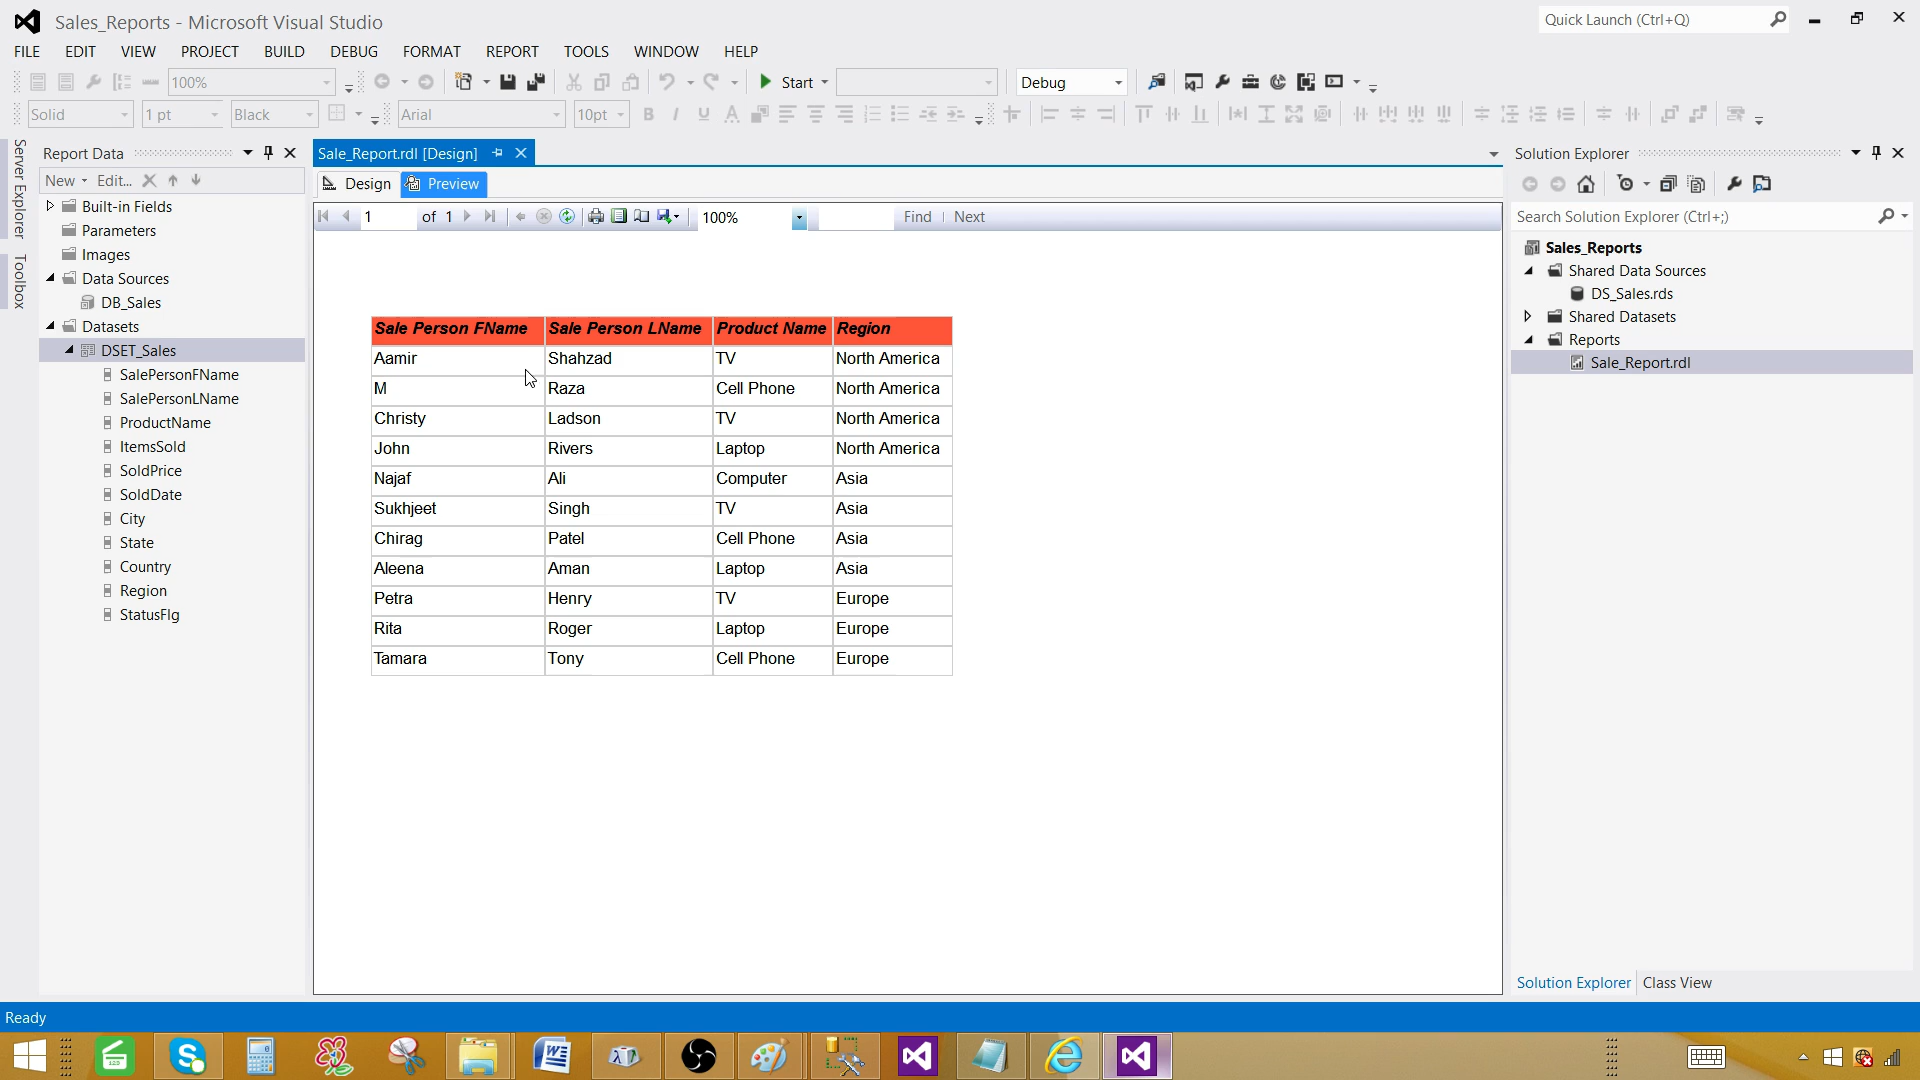 Sales_Reports - Microsoft Visual Studio
Quick Launch (Ctrl+Q)
FILE EDIT VIEW PROJECT BUILD DEBUG FORMAT REPORT TOOLS WINDOW HELP
100% Start Debug
Solid 1 pt Black Arial 10pt B I U A
Server Explorer
Toolbox
Report Data
New Edit...
Built-in Fields
Parameters
Images
Data Sources
DB_Sales
Datasets
DSET_Sales
SalePersonFName
SalePersonLName
ProductName
ItemsSold
SoldPrice
SoldDate
City
State
Country
Region
StatusFlg
Sale_Report.rdl [Design]
Design Preview
1 of 1 100% Find Next
Sale Person FName Sale Person LName Product Name Region
Aamir Shahzad TV North America
M Raza Cell Phone North America
Christy Ladson TV North America
John Rivers Laptop North America
Najaf Ali Computer Asia
Sukhjeet Singh TV Asia
Chirag Patel Cell Phone Asia
Aleena Aman Laptop Asia
Petra Henry TV Europe
Rita Roger Laptop Europe
Tamara Tony Cell Phone Europe
Solution Explorer
Search Solution Explorer (Ctrl+;)
Sales_Reports
Shared Data Sources
DS_Sales.rds
Shared Datasets
Reports
Sale_Report.rdl
Solution Explorer Class View
Ready